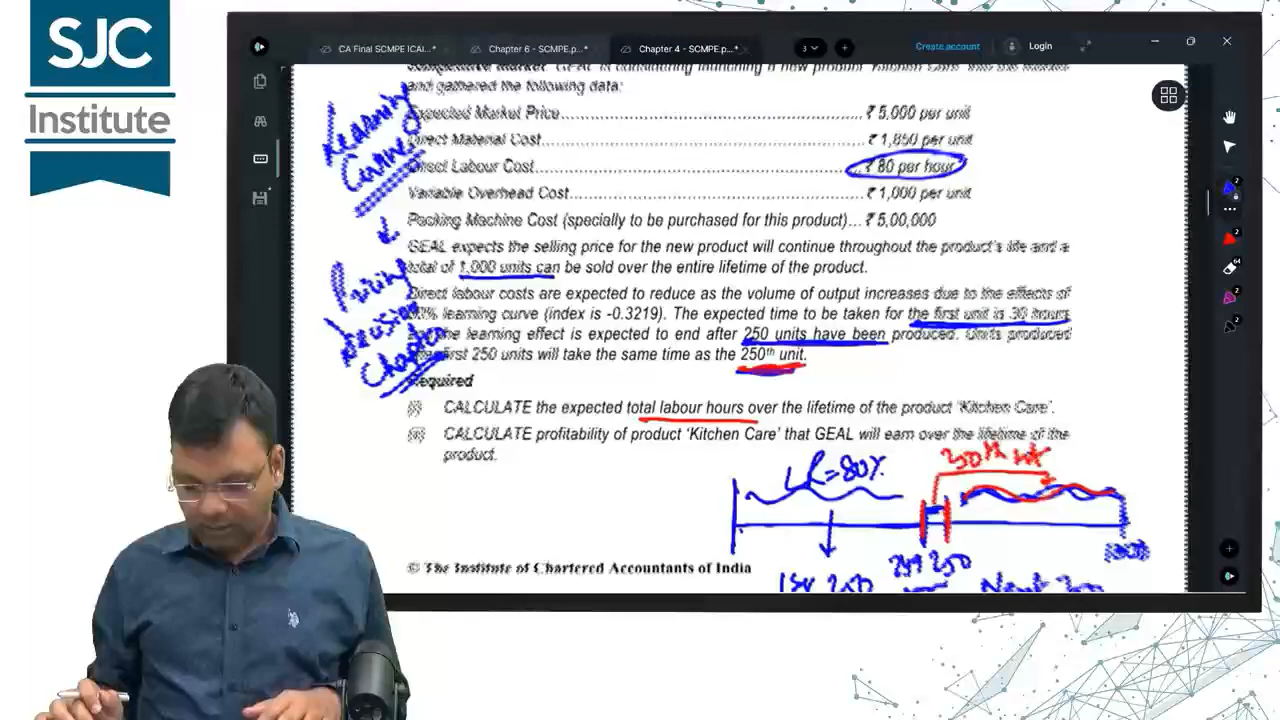 SJC
Institute
CA Final SCMPE ICAI...*
Chapter 6 - SCMPE.p...*
Chapter 4 - SCMPE.p...*
3
Create account
Login
and gathered the following data:
Expected Market Price ₹ 5,000 per unit
Direct Material Cost ₹ 1,850 per unit
Direct Labour Cost ₹ 80 per hour
Variable Overhead Cost ₹ 1,000 per unit
Packing Machine Cost (specially to be purchased for this product)... ₹ 5,00,000
GEAL expects the selling price for the new product will continue throughout the product's life and a
total of 1,000 units can be sold over the entire lifetime of the product.
Direct labour costs are expected to reduce as the volume of output increases due to the effects of
learning curve (index is -0.3219). The expected time to be taken for the first unit is 30 hours
the learning effect is expected to end after 250 units have been produced. Units produced
first 250 units will take the same time as the 250th unit.
Required
(i) CALCULATE the expected total labour hours over the lifetime of the product 'Kitchen Care'.
(ii) CALCULATE profitability of product 'Kitchen Care' that GEAL will earn over the lifetime of the
product.
© The Institute of Chartered Accountants of India
Learning
Curve
Pricing
decision
Chapter
LR=80%
250